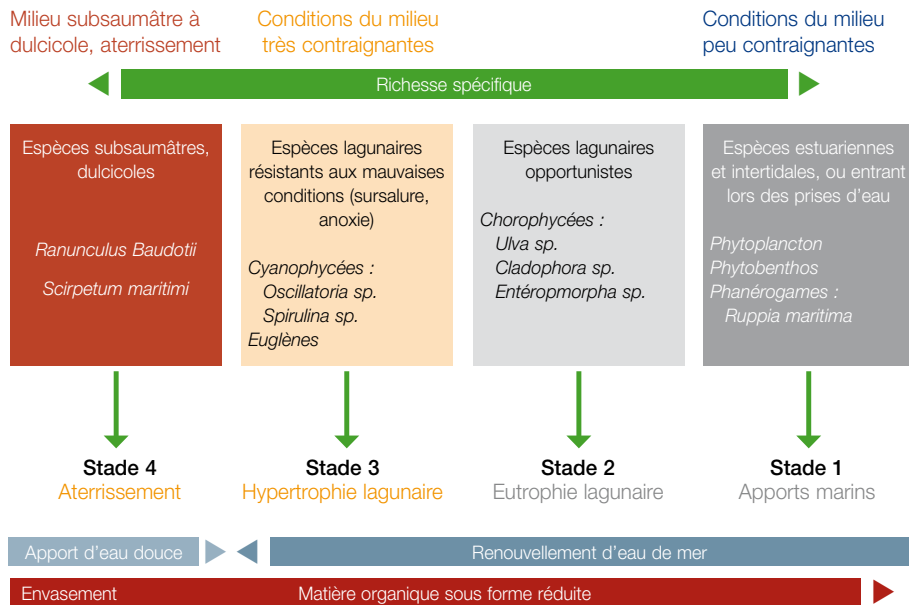 Milieu subsaumâtre à
dulcicole, aterrissement
Conditions du milieu
très contraignantes
Conditions du milieu
peu contraignantes
Richesse spécifique
Espèces subsaumâtres,
dulcicoles
Ranunculus Baudotii
Scirpetum maritimi
Espèces lagunaires
résistants aux mauvaises
conditions (sursalure,
anoxie)
Cyanophycées :
Oscillatoria sp.
Spirulina sp.
Euglènes
Espèces lagunaires
opportunistes
Chorophycées :
Ulva sp.
Cladophora sp.
Entéropmorpha sp.
Espèces estuariennes
et intertidales, ou entrant
lors des prises d'eau
Phytoplancton
Phytobenthos
Phanérogames :
Ruppia maritima
Stade 4
Aterrissement
Stade 3
Hypertrophie lagunaire
Stade 2
Eutrophie lagunaire
Stade 1
Apports marins
Apport d'eau douce
Renouvellement d'eau de mer
Envasement
Matière organique sous forme réduite